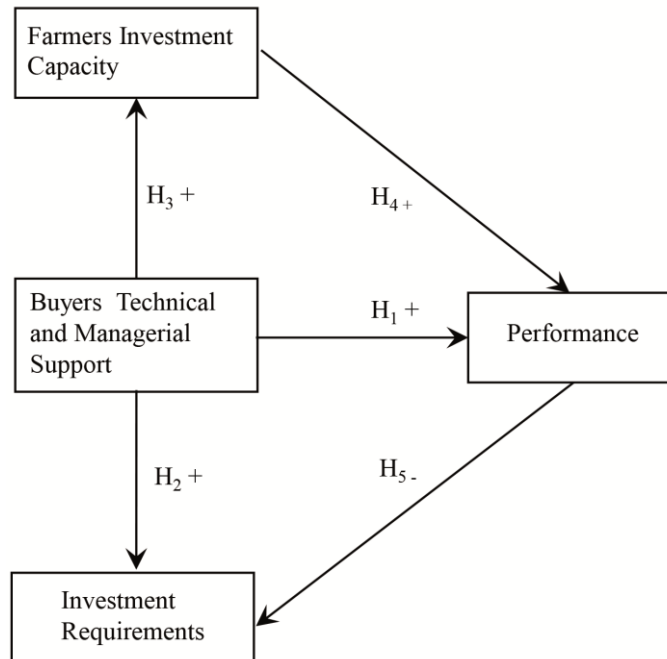 Farmers Investment
Capacity
H₃ +
H₄ +
Buyers Technical
and Managerial
Support
H₁ +
Performance
H₂ +
H₅ -
Investment
Requirements